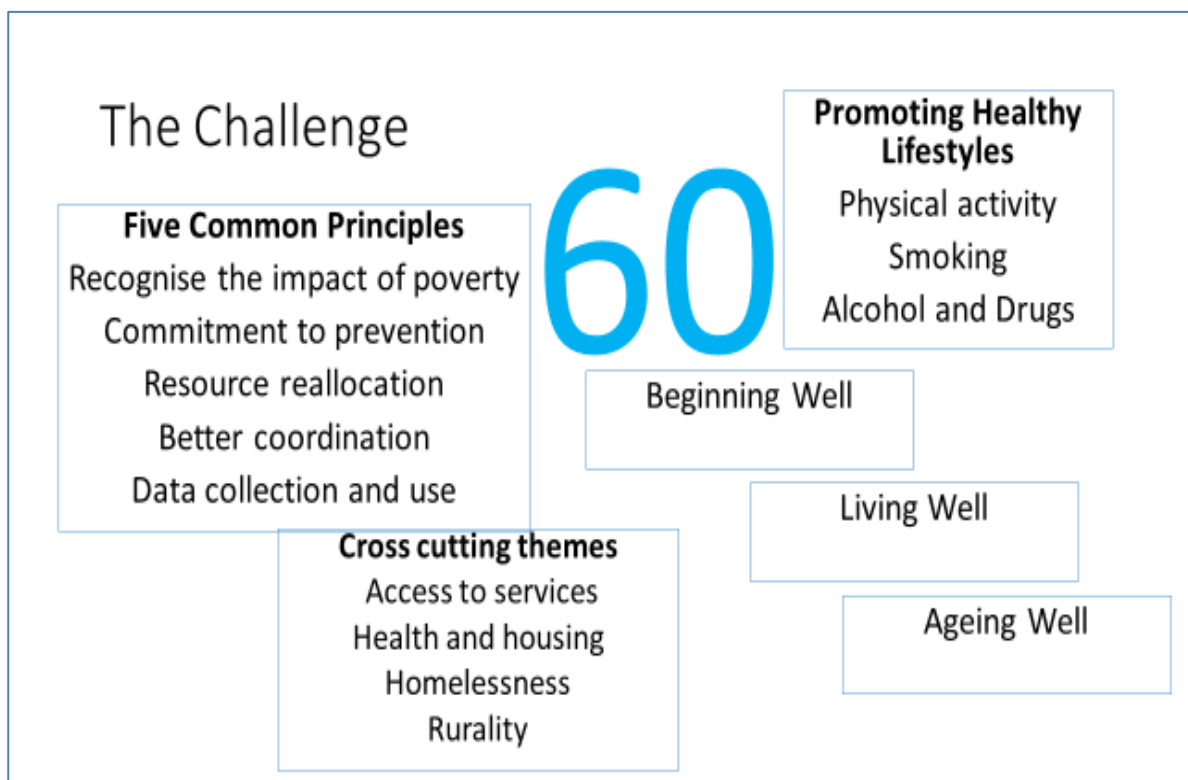 The Challenge
60
Five Common Principles
Recognise the impact of poverty
Commitment to prevention
Resource reallocation
Better coordination
Data collection and use
Promoting Healthy
Lifestyles
Physical activity
Smoking
Alcohol and Drugs
Beginning Well
Living Well
Ageing Well
Cross cutting themes
Access to services
Health and housing
Homelessness
Rurality